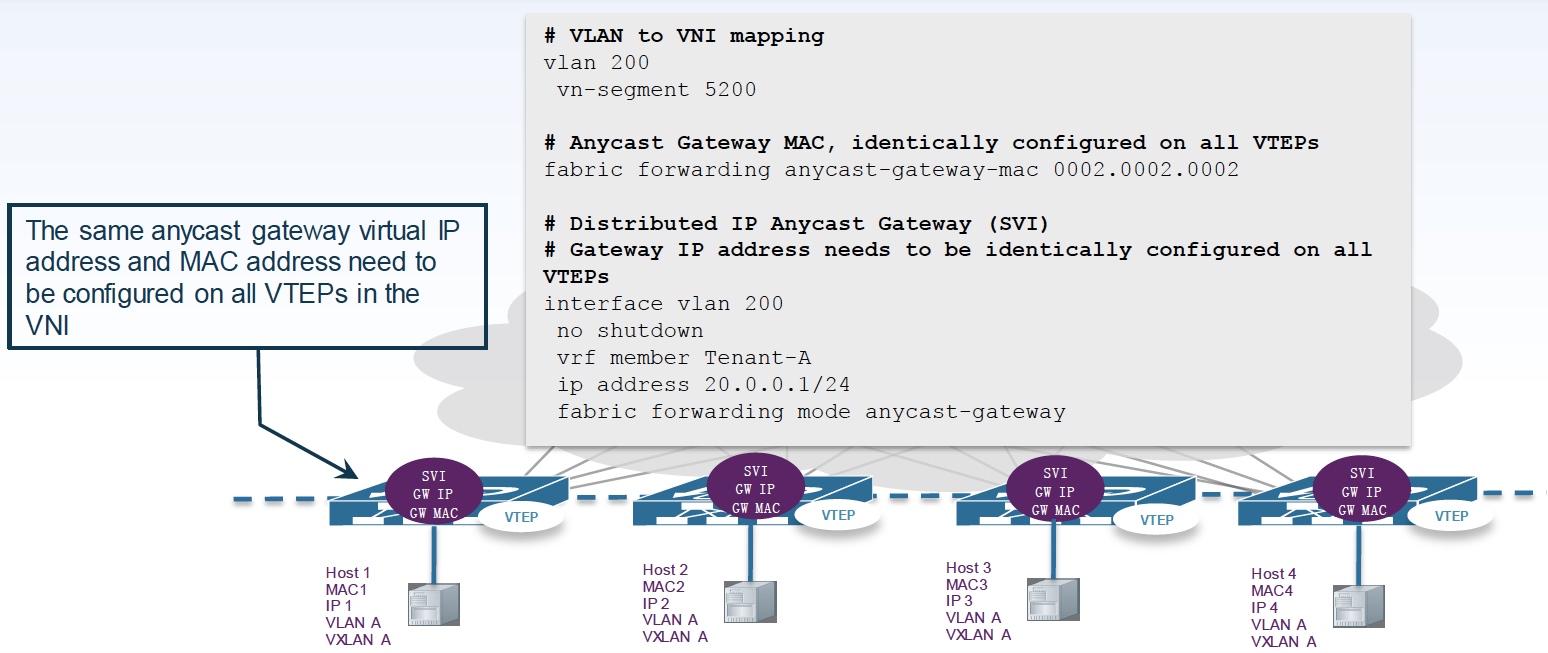 # VLAN to VNI mapping
vlan 200
vn-segment 5200
# Anycast Gateway MAC, identically configured on all VTEPs
fabric forwarding anycast-gateway-mac 0002.0002.0002
# Distributed IP Anycast Gateway (SVI)
# Gateway IP address needs to be identically configured on all
VTEPs
interface vlan 200
no shutdown
vrf member Tenant-A
ip address 20.0.0.1/24
fabric forwarding mode anycast-gateway
The same anycast gateway virtual IP
address and MAC address need to
be configured on all VTEPs in the
VNI
SVI
GW IP
GW MAC
VTEP
SVI
GW IP
GW MAC
VTEP
SVI
GW IP
GW MAC
VTEP
SVI
GW IP
GW MAC
VTEP
Host 1
MAC1
IP 1
VLAN A
VXLAN A
Host 2
MAC2
IP 2
VLAN A
VXLAN A
Host 3
MAC3
IP 3
VLAN A
VXLAN A
Host 4
MAC4
IP 4
VLAN A
VXLAN A